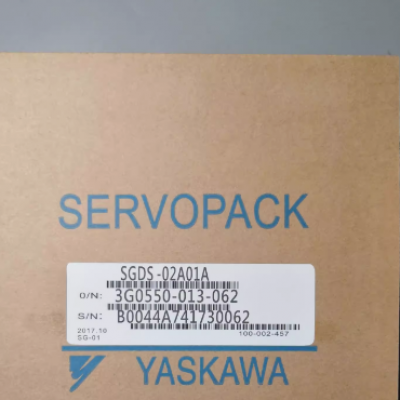 SERVOPACK
SGDS-02A01A
O/N: 3G0550-013-062
S/N: B0044A741730062
2017.10
100-002-457
SG-01
YASKAWA